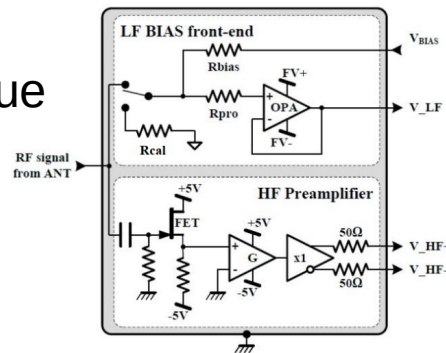 ue
LF BIAS front-end
V_BIAS
Rbias
FV+
Rpro
+
OPA
-
V_LF
FV-
Rcal
RF signal
from ANT
+5V
HF Preamplifier
FET
+5V
50Ω
+
G
x1
V_HF+
-
50Ω
V_HF-
-5V
-5V